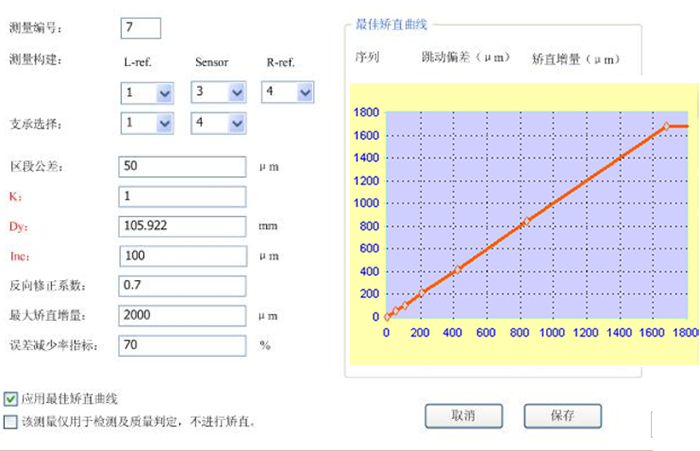 测量编号： 7
测量构建： L-ref. Sensor R-ref.
1 3 4
支承选择： 1 4
区段公差： 50 μm
K： 1
Dy： 105.922 mm
Inc： 100 μm
反向修正系数： 0.7
最大矫直增量： 2000 μm
误差减少率指标： 70 %
应用最佳矫直曲线
该测量仅用于检测及质量判定，不进行矫直。
最佳矫直曲线
序列 跳动偏差（μm） 矫直增量（μm）
1800
1600
1400
1200
1000
800
600
400
200
0
0 200 400 600 800 1000 1200 1400 1600 1800
取消 保存